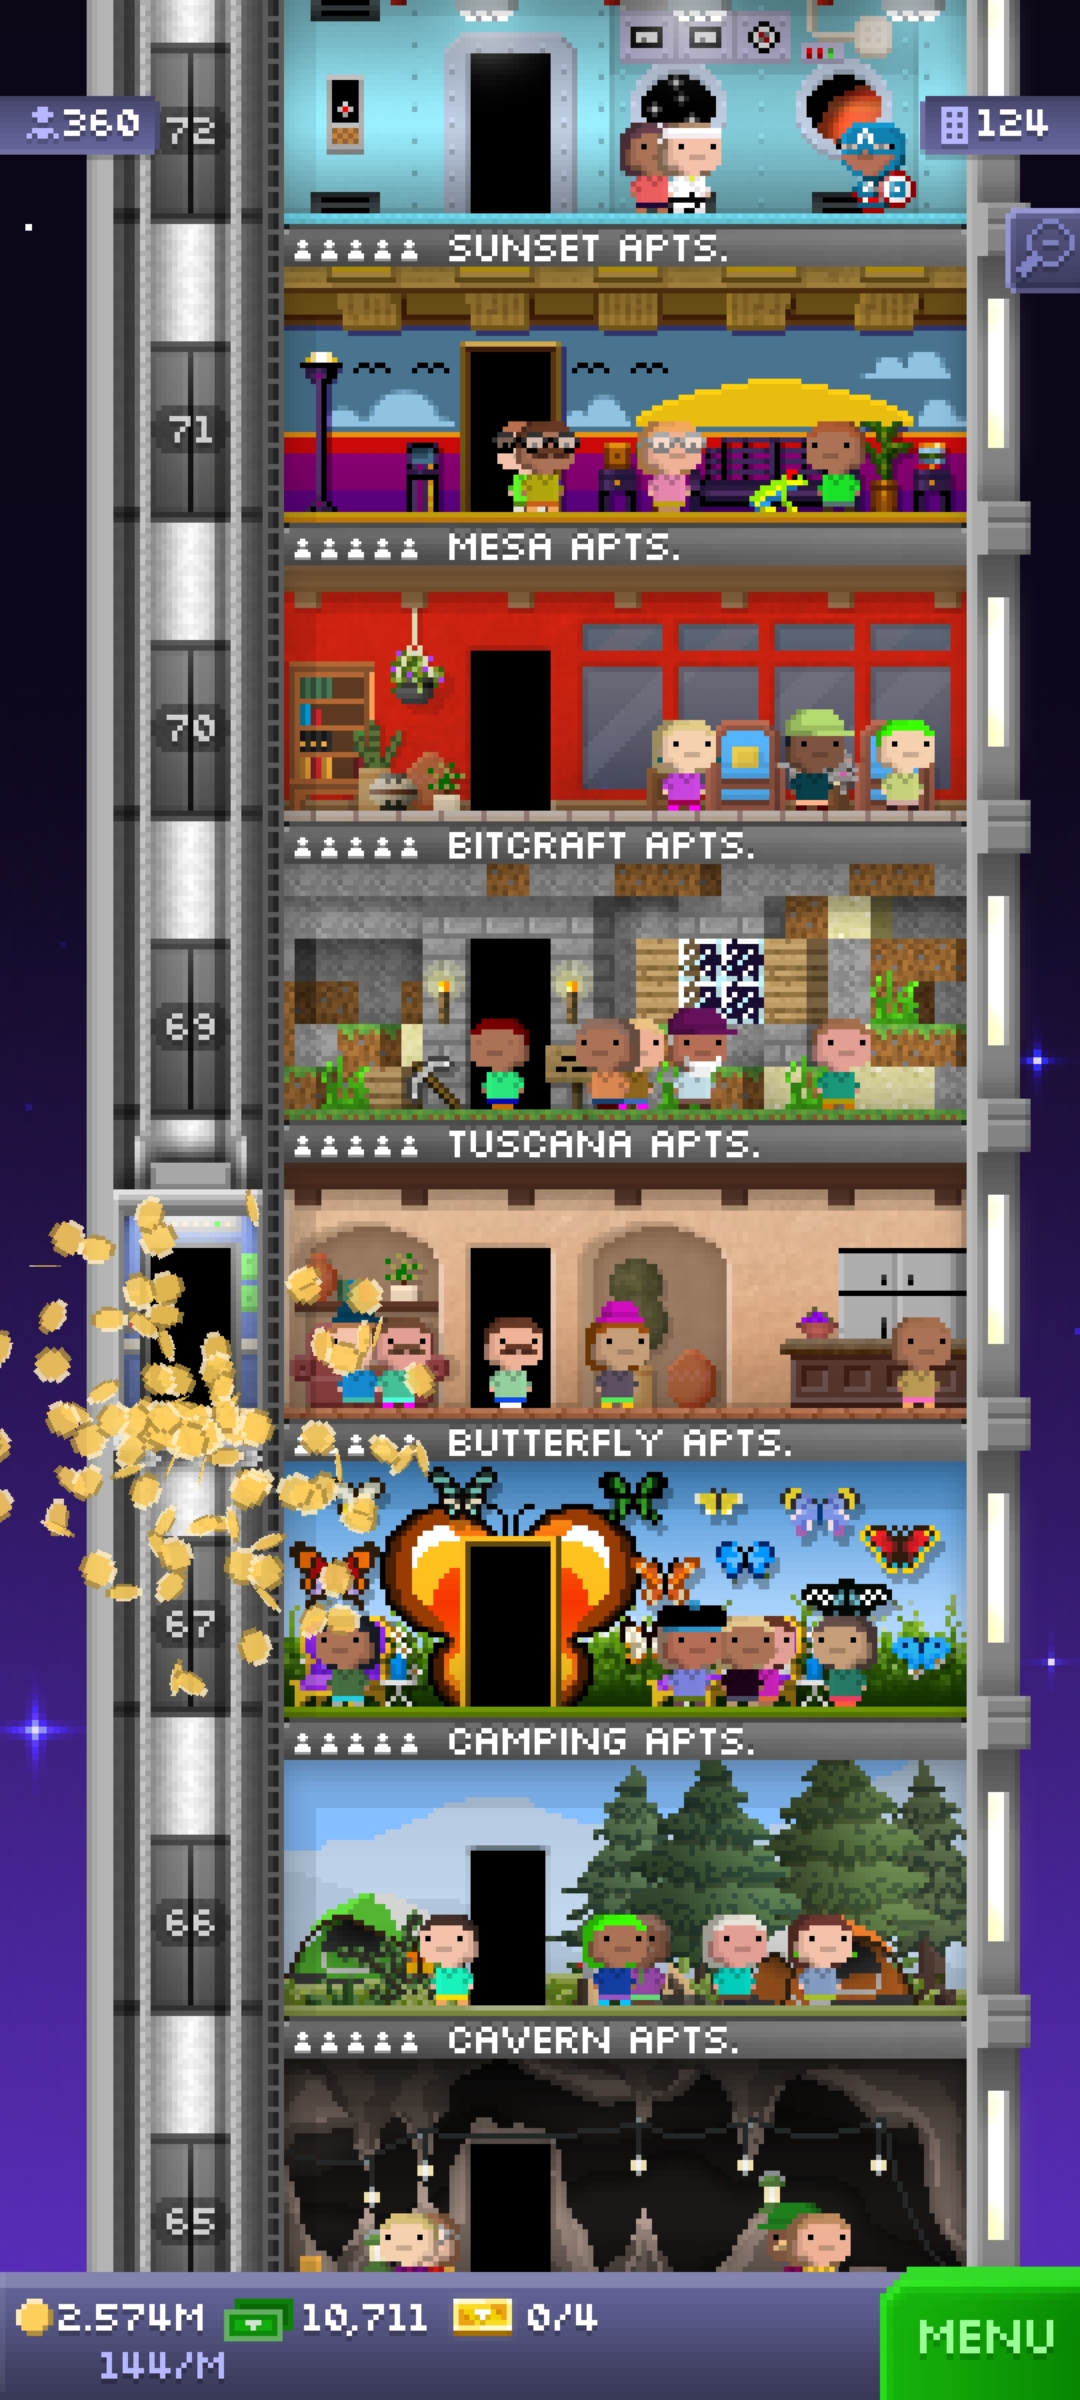 360
72
124
SUNSET APTS.
71
MESA APTS.
70
BITCRAFT APTS.
69
TUSCANA APTS.
BUTTERFLY APTS.
67
CAMPING APTS.
66
CAVERN APTS.
65
2.574M 10,711 0/4
144/M
MENU